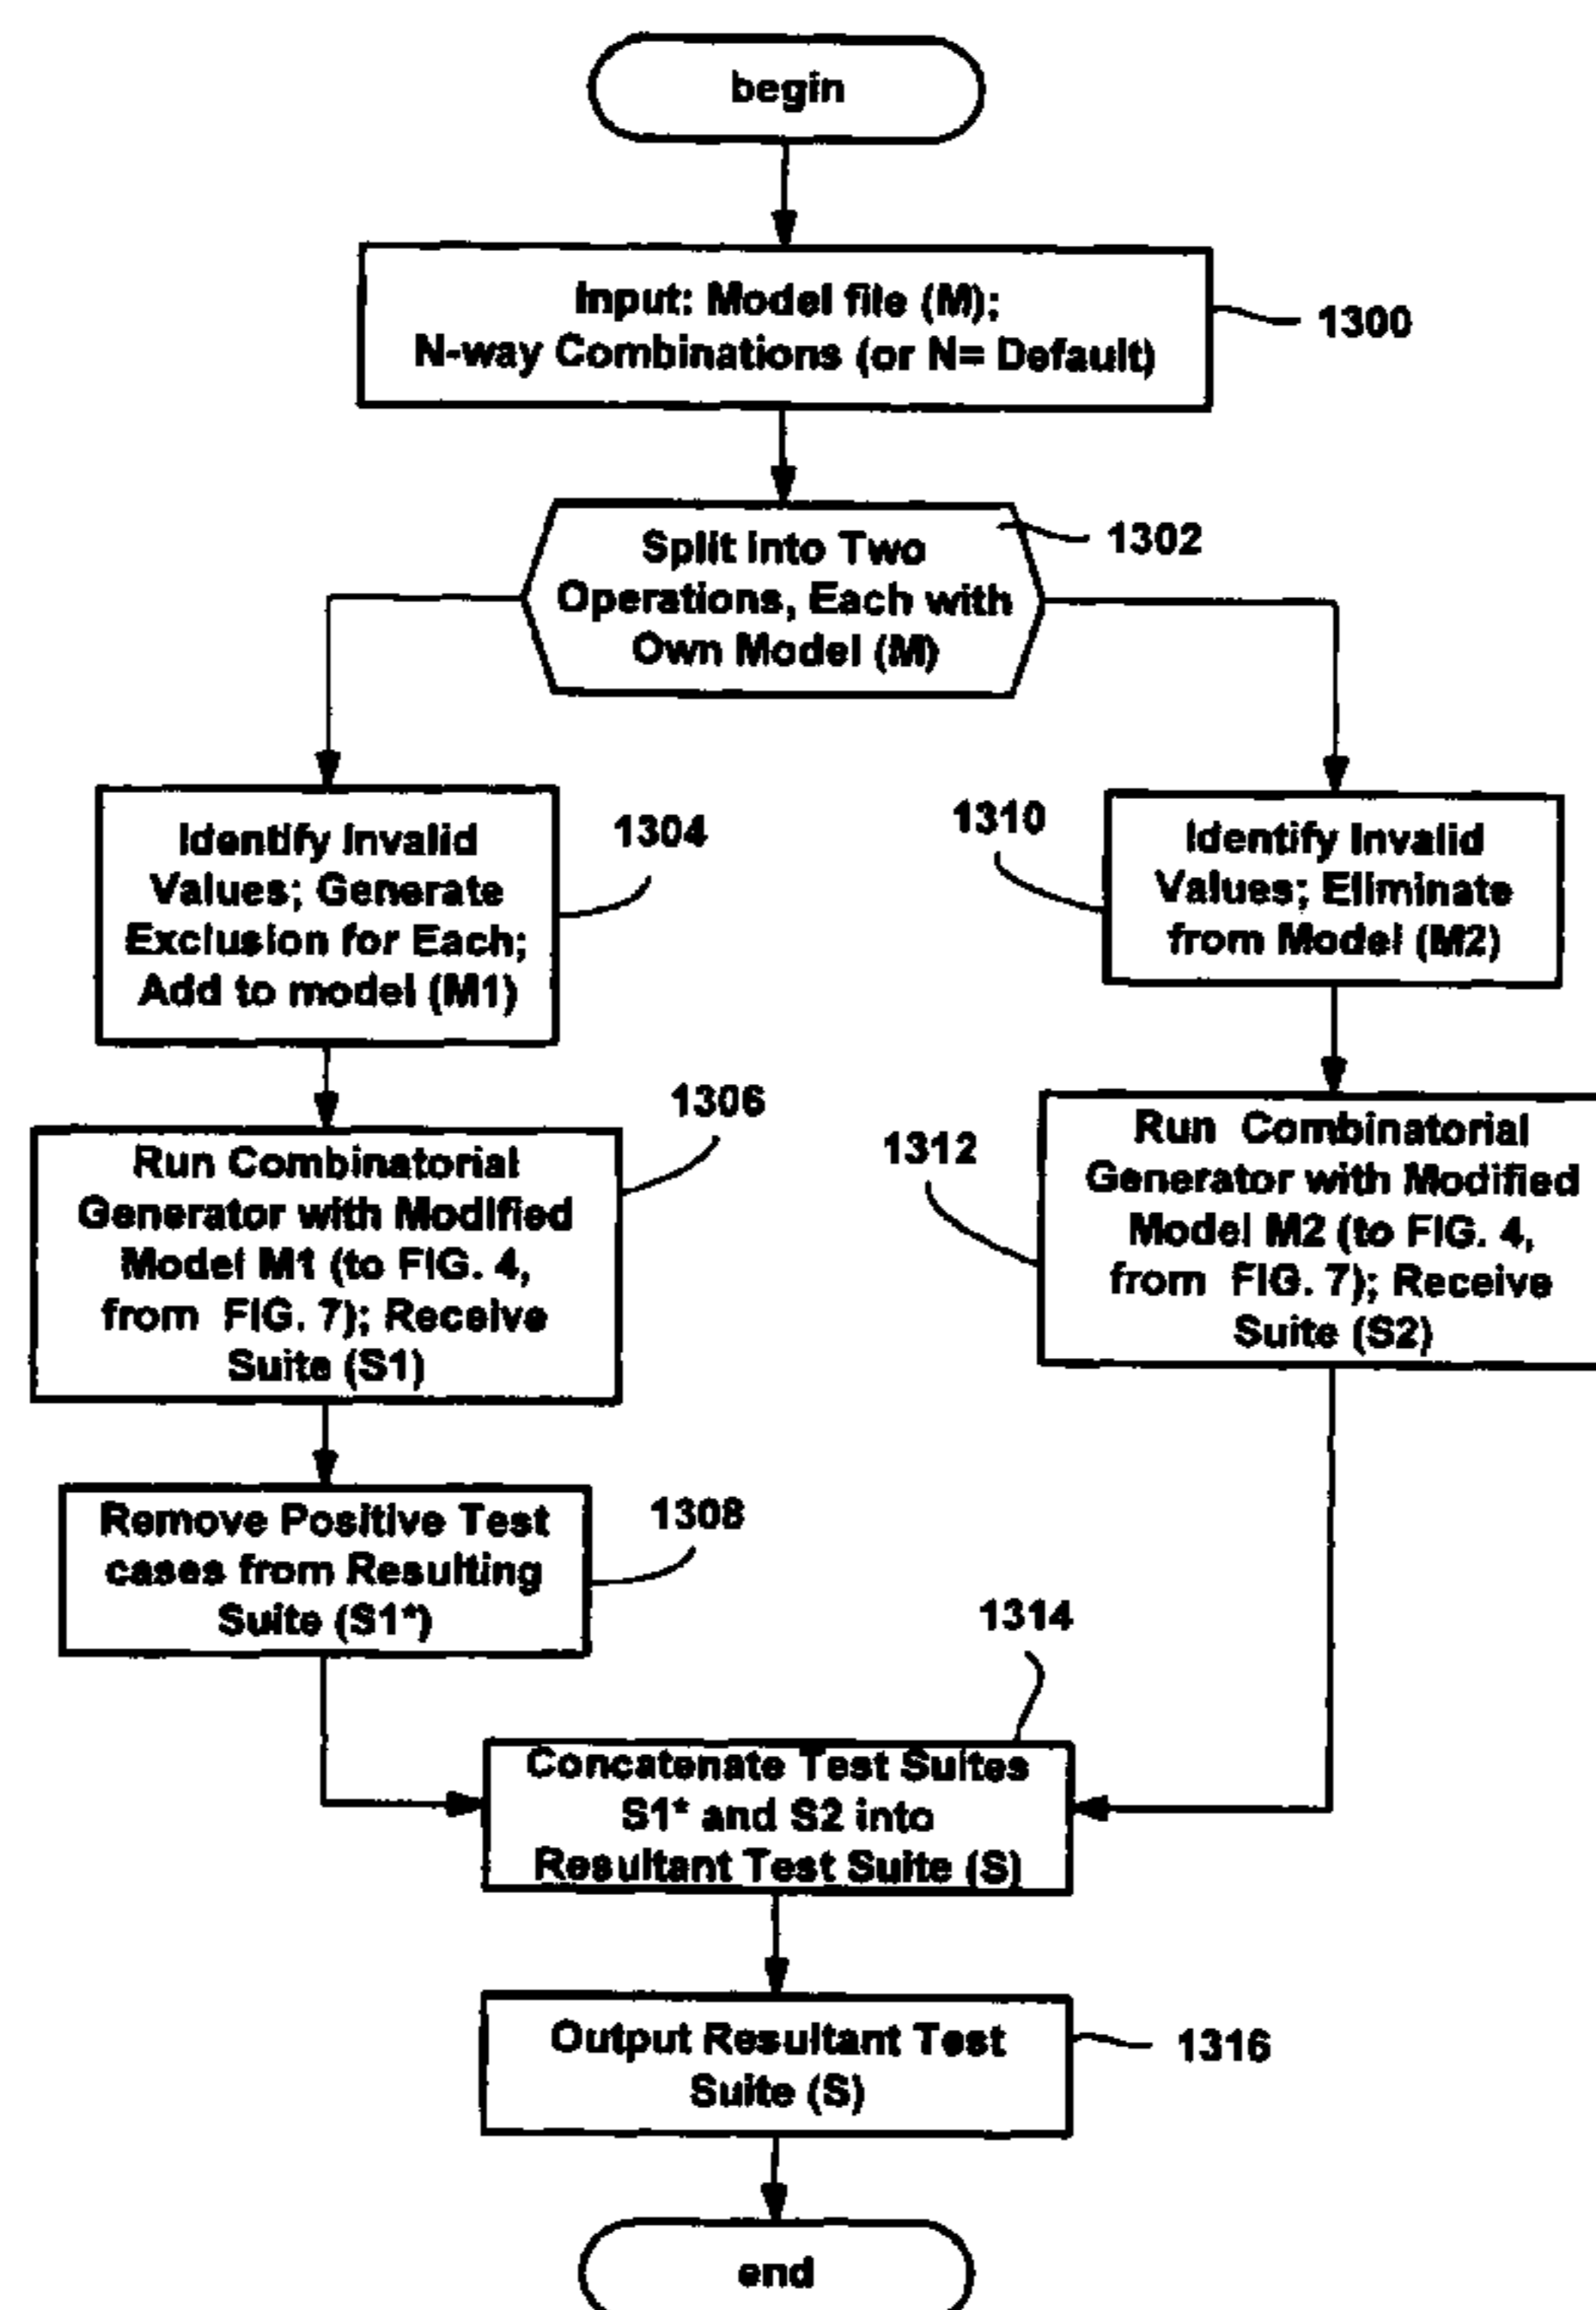 begin
Input: Model file (M);
N-way Combinations (or N= Default)
1300
Split into Two
Operations, Each with
Own Model (M)
1302
Identify Invalid
Values; Generate
Exclusion for Each;
Add to model (M1)
1304
1310
Identify Invalid
Values; Eliminate
from Model (M2)
Run Combinatorial
Generator with Modified
Model M1 (to FIG. 4,
from FIG. 7); Receive
Suite (S1)
1306
1312
Run Combinatorial
Generator with Modified
Model M2 (to FIG. 4,
from FIG. 7); Receive
Suite (S2)
Remove Positive Test
cases from Resulting
Suite (S1*)
1308
1314
Concatenate Test Suites
S1* and S2 into
Resultant Test Suite (S)
Output Resultant Test
Suite (S)
1316
end